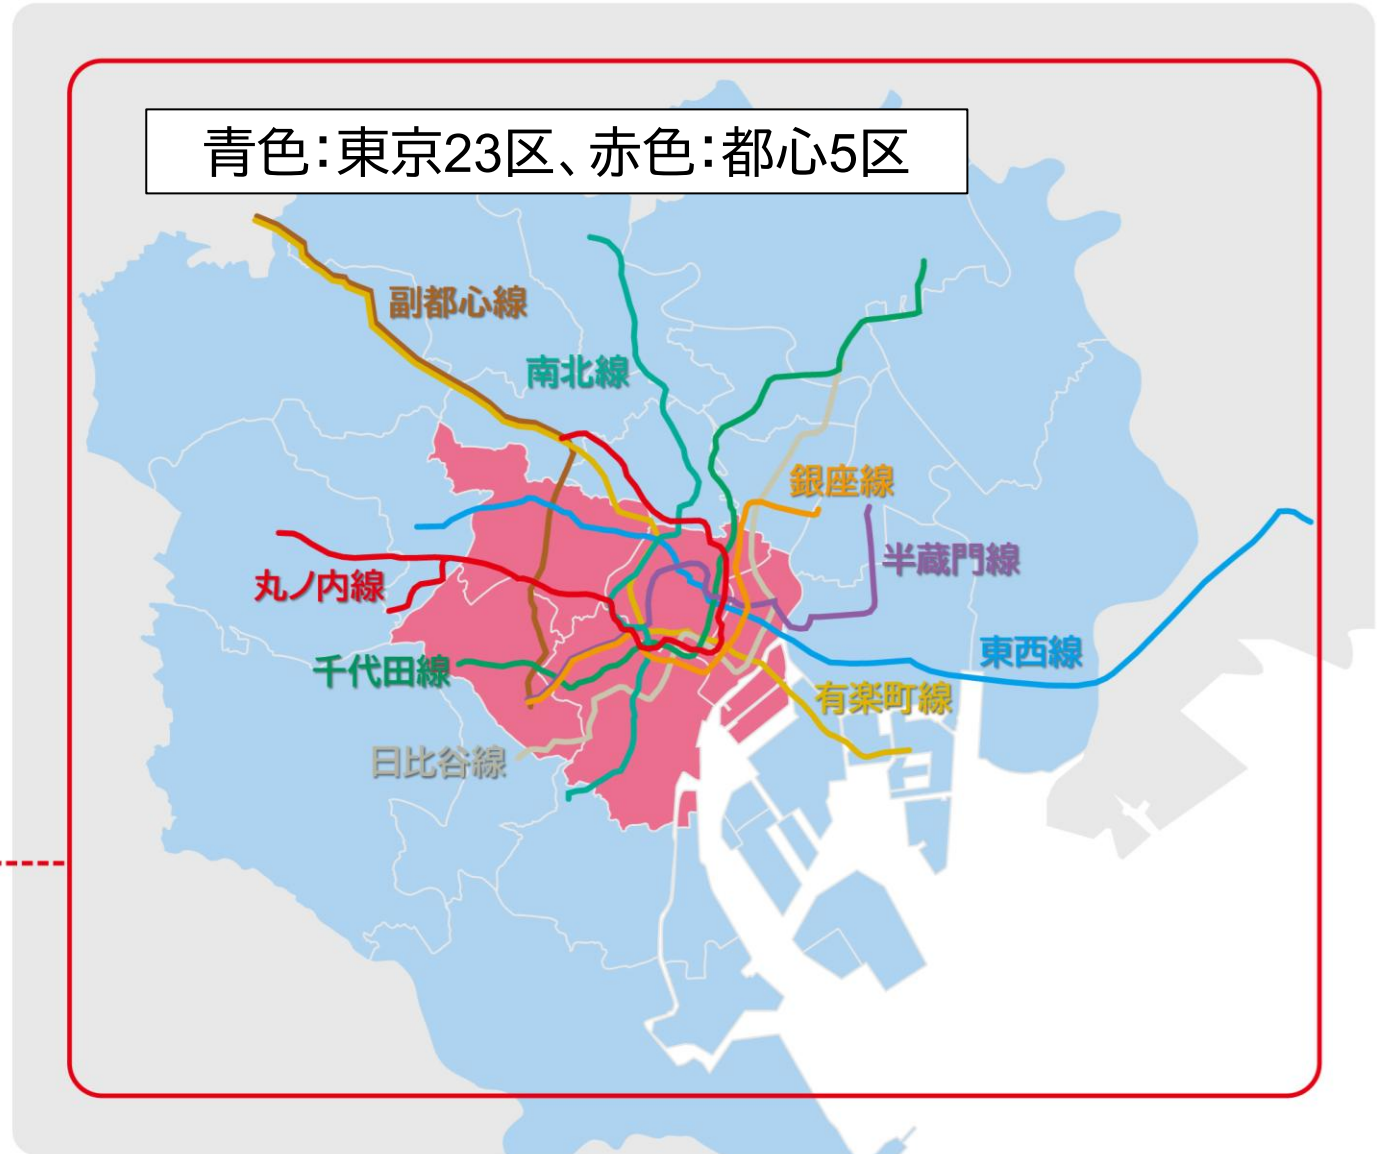 青色：東京23区、赤色：都心5区
副都心線
南北線
銀座線
半蔵門線
丸ノ内線
東西線
千代田線
有楽町線
日比谷線